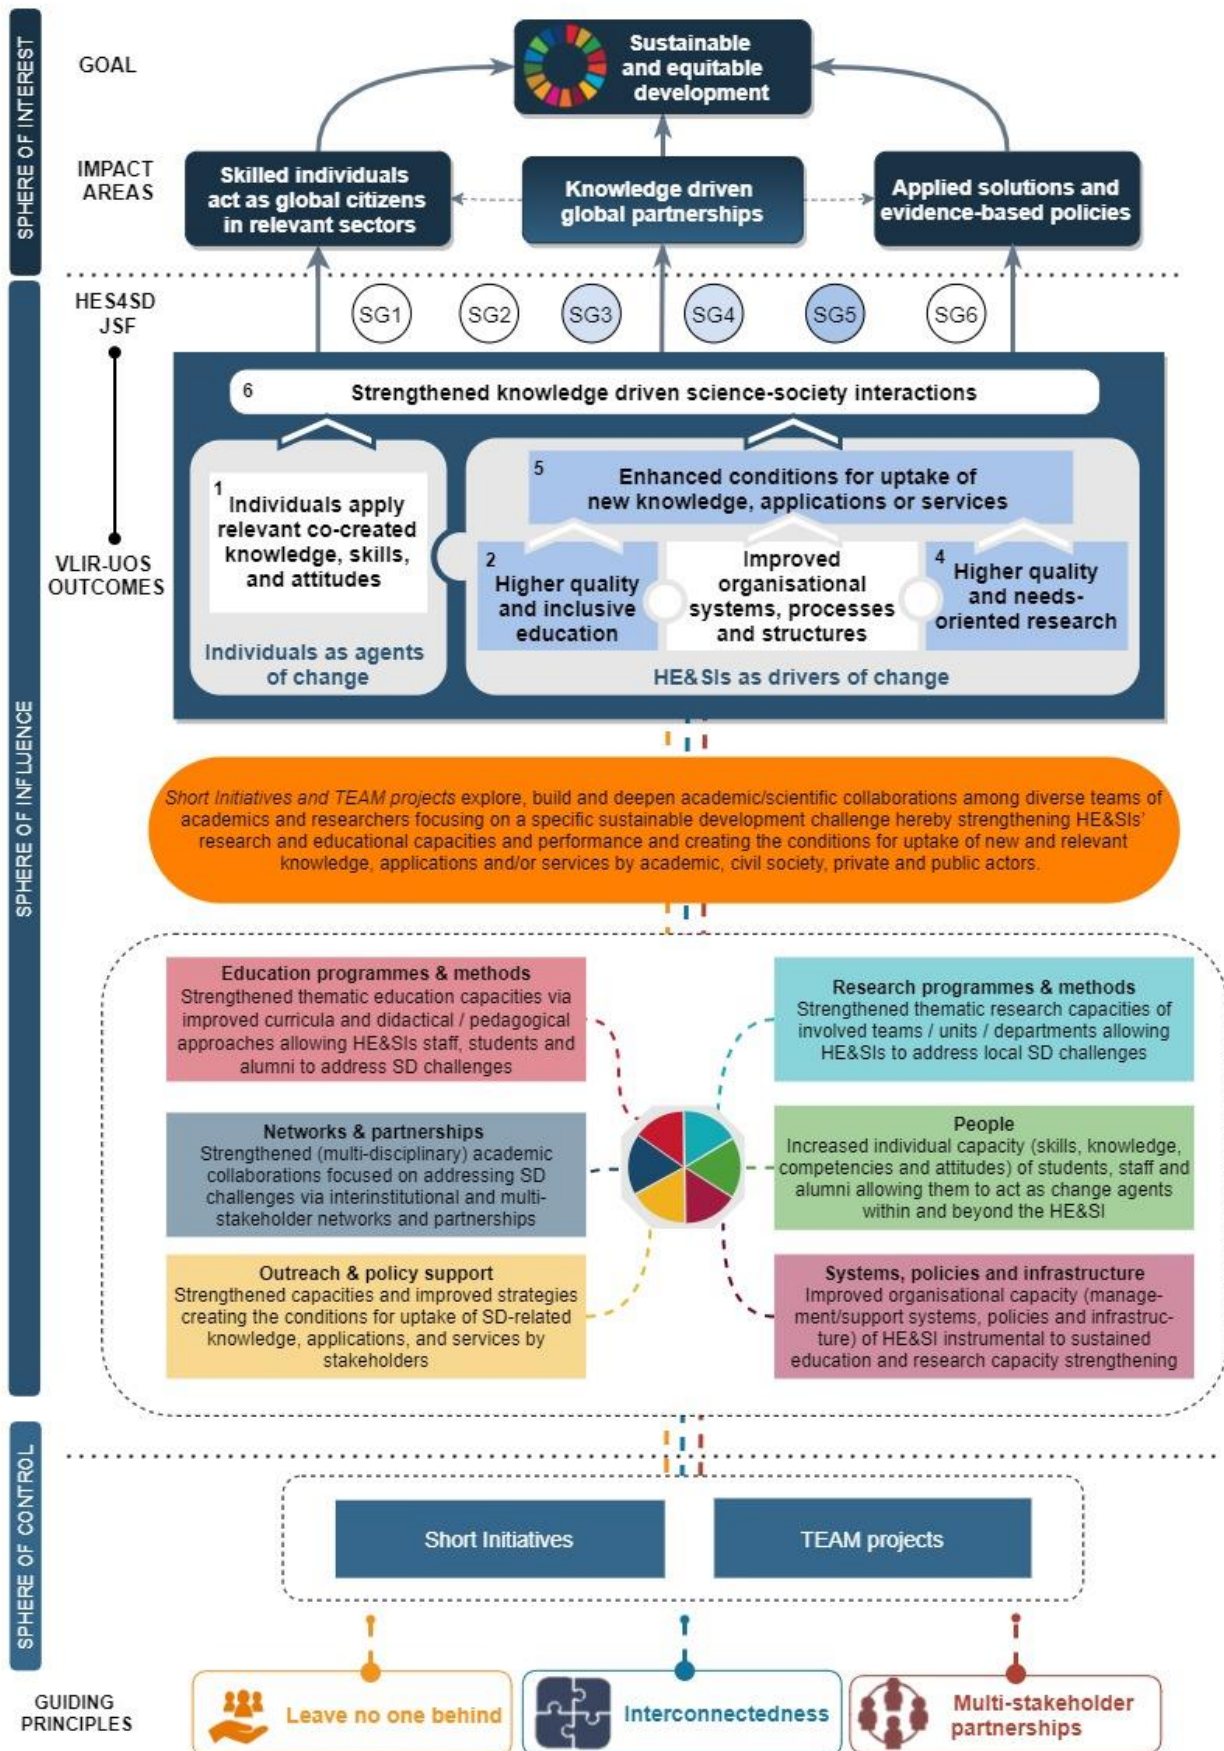 SPHERE OF INTEREST
GOAL
Sustainable
and equitable
development
IMPACT
AREAS
Skilled individuals
act as global citizens
in relevant sectors
Knowledge driven
global partnerships
Applied solutions and
evidence-based policies
SPHERE OF INFLUENCE
HES4SD
JSF
SG1
SG2
SG3
SG4
SG5
SG6
VLIR-UOS
OUTCOMES
6 Strengthened knowledge driven science-society interactions
1
Individuals apply
relevant co-created
knowledge, skills,
and attitudes
Individuals as agents
of change
5
Enhanced conditions for uptake of
new knowledge, applications or services
2
Higher quality
and inclusive
education
Improved
organisational
systems, processes
and structures
4
Higher quality
and needs-
oriented research
HE&SIs as drivers of change
Short Initiatives and TEAM projects explore, build and deepen academic/scientific collaborations among diverse teams of
academics and researchers focusing on a specific sustainable development challenge hereby strengthening HE&SIs'
research and educational capacities and performance and creating the conditions for uptake of new and relevant
knowledge, applications and/or services by academic, civil society, private and public actors.
Education programmes & methods
Strengthened thematic education capacities via
improved curricula and didactical / pedagogical
approaches allowing HE&SIs staff, students and
alumni to address SD challenges
Research programmes & methods
Strengthened thematic research capacities of
involved teams / units / departments allowing
HE&SIs to address local SD challenges
Networks & partnerships
Strengthened (multi-disciplinary) academic
collaborations focused on addressing SD
challenges via interinstitutional and multi-
stakeholder networks and partnerships
People
Increased individual capacity (skills, knowledge,
competencies and attitudes) of students, staff and
alumni allowing them to act as change agents
within and beyond the HE&SI
Outreach & policy support
Strengthened capacities and improved strategies
creating the conditions for uptake of SD-related
knowledge, applications, and services by
stakeholders
Systems, policies and infrastructure
Improved organisational capacity (manage-
ment/support systems, policies and infrastruc-
ture) of HE&SI instrumental to sustained
education and research capacity strengthening
SPHERE OF CONTROL
Short Initiatives
TEAM projects
GUIDING
PRINCIPLES
Leave no one behind
Interconnectedness
Multi-stakeholder
partnerships